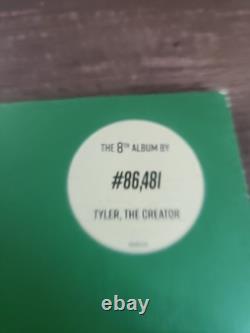 THE 8TH ALBUM BY
#86,481
TYLER, THE CREATOR